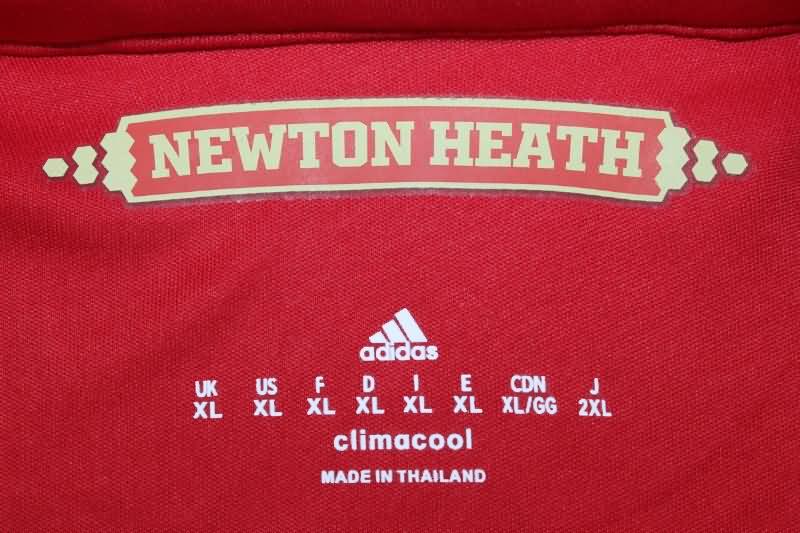 NEWTON HEATH
adidas
UK US F D I E CDN J
XL XL XL XL XL XL XL/GG 2XL
climacool
MADE IN THAILAND